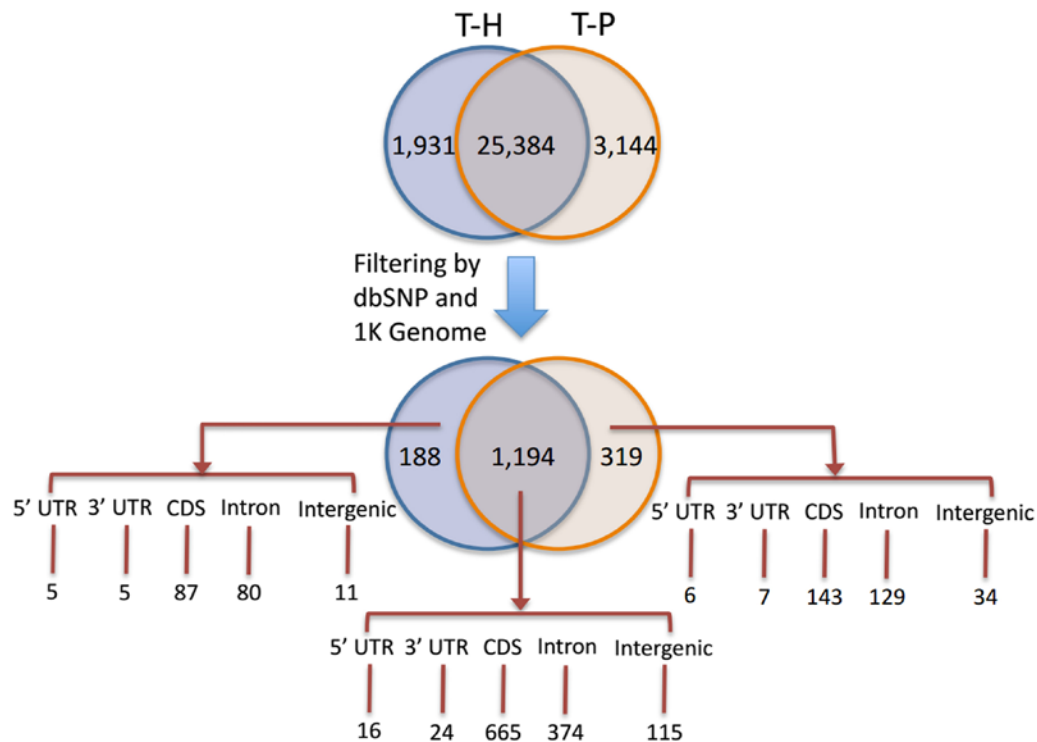 T-H T-P
1,931 25,384 3,144
Filtering by
dbSNP and
1K Genome
188 1,194 319
5’ UTR 3’ UTR CDS Intron Intergenic
5 5 87 80 11
5’ UTR 3’ UTR CDS Intron Intergenic
6 7 143 129 34
5’ UTR 3’ UTR CDS Intron Intergenic
16 24 665 374 115